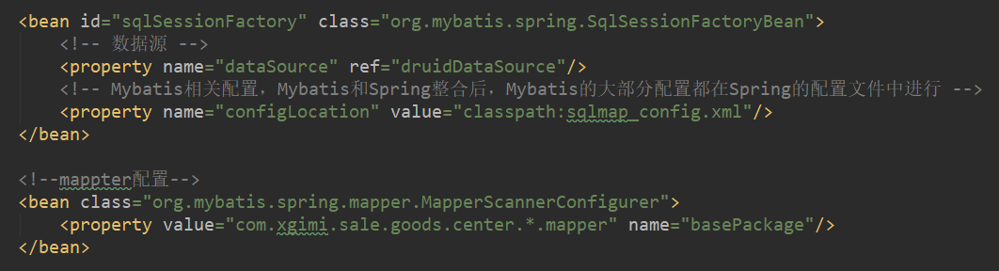 <bean id="sqlSessionFactory" class="org.mybatis.spring.SqlSessionFactoryBean">
<!-- 数据源 -->
<property name="dataSource" ref="druidDataSource"/>
<!-- Mybatis相关配置，Mybatis和Spring整合后，Mybatis的大部分配置都在Spring的配置文件中进行 -->
<property name="configLocation" value="classpath:sqlmap_config.xml"/>
</bean>
<!--mappter配置-->
<bean class="org.mybatis.spring.mapper.MapperScannerConfigurer">
<property value="com.xgimi.sale.goods.center.*.mapper" name="basePackage"/>
</bean>